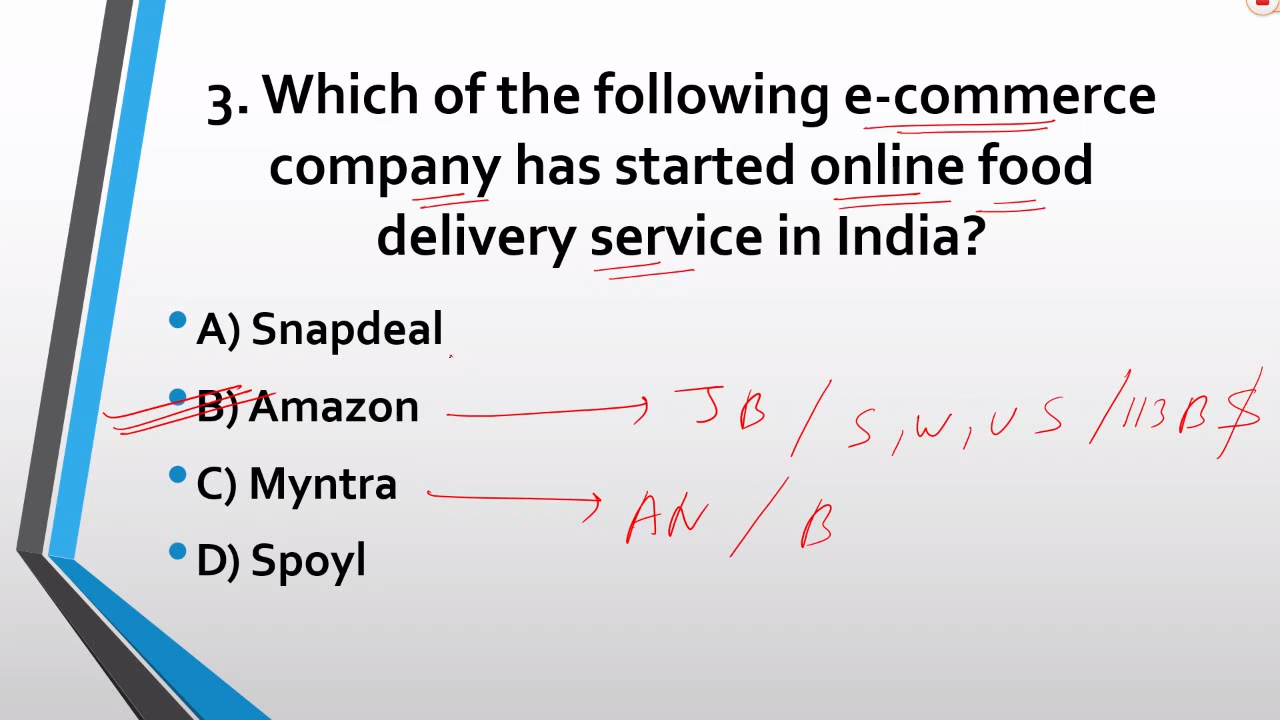 3. Which of the following e-commerce
company has started online food
delivery service in India?
A) Snapdeal
B) Amazon JB / S, W, US / 113 B $
C) Myntra AN / B
D) Spoyl